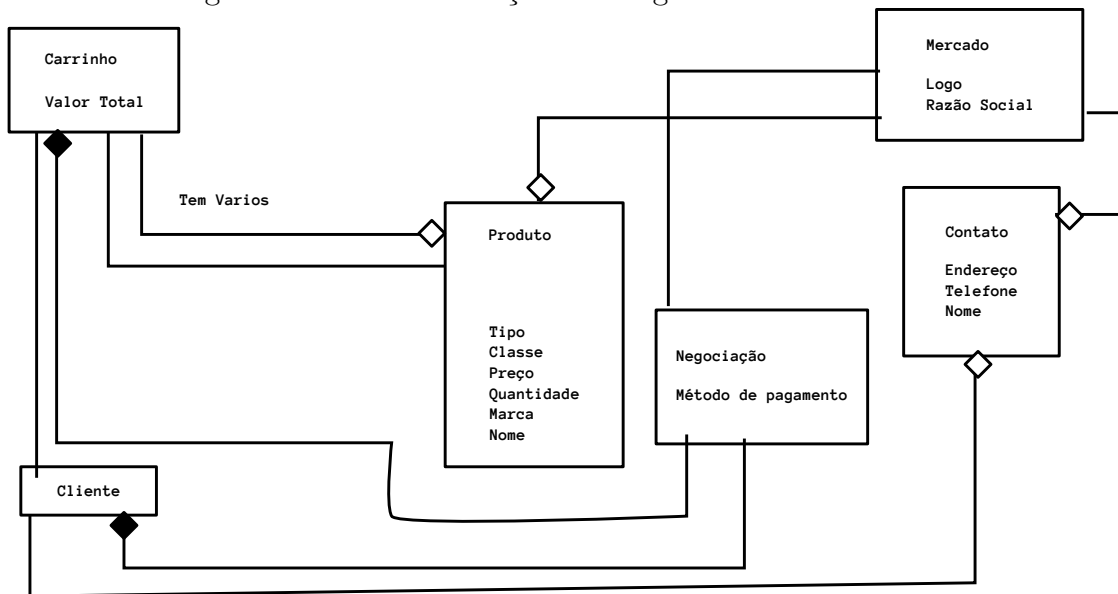 Carrinho
Valor Total
Mercado
Logo
Razão Social
Tem Varios
Produto
Tipo
Classe
Preço
Quantidade
Marca
Nome
Contato
Endereço
Telefone
Nome
Negociação
Método de pagamento
Cliente